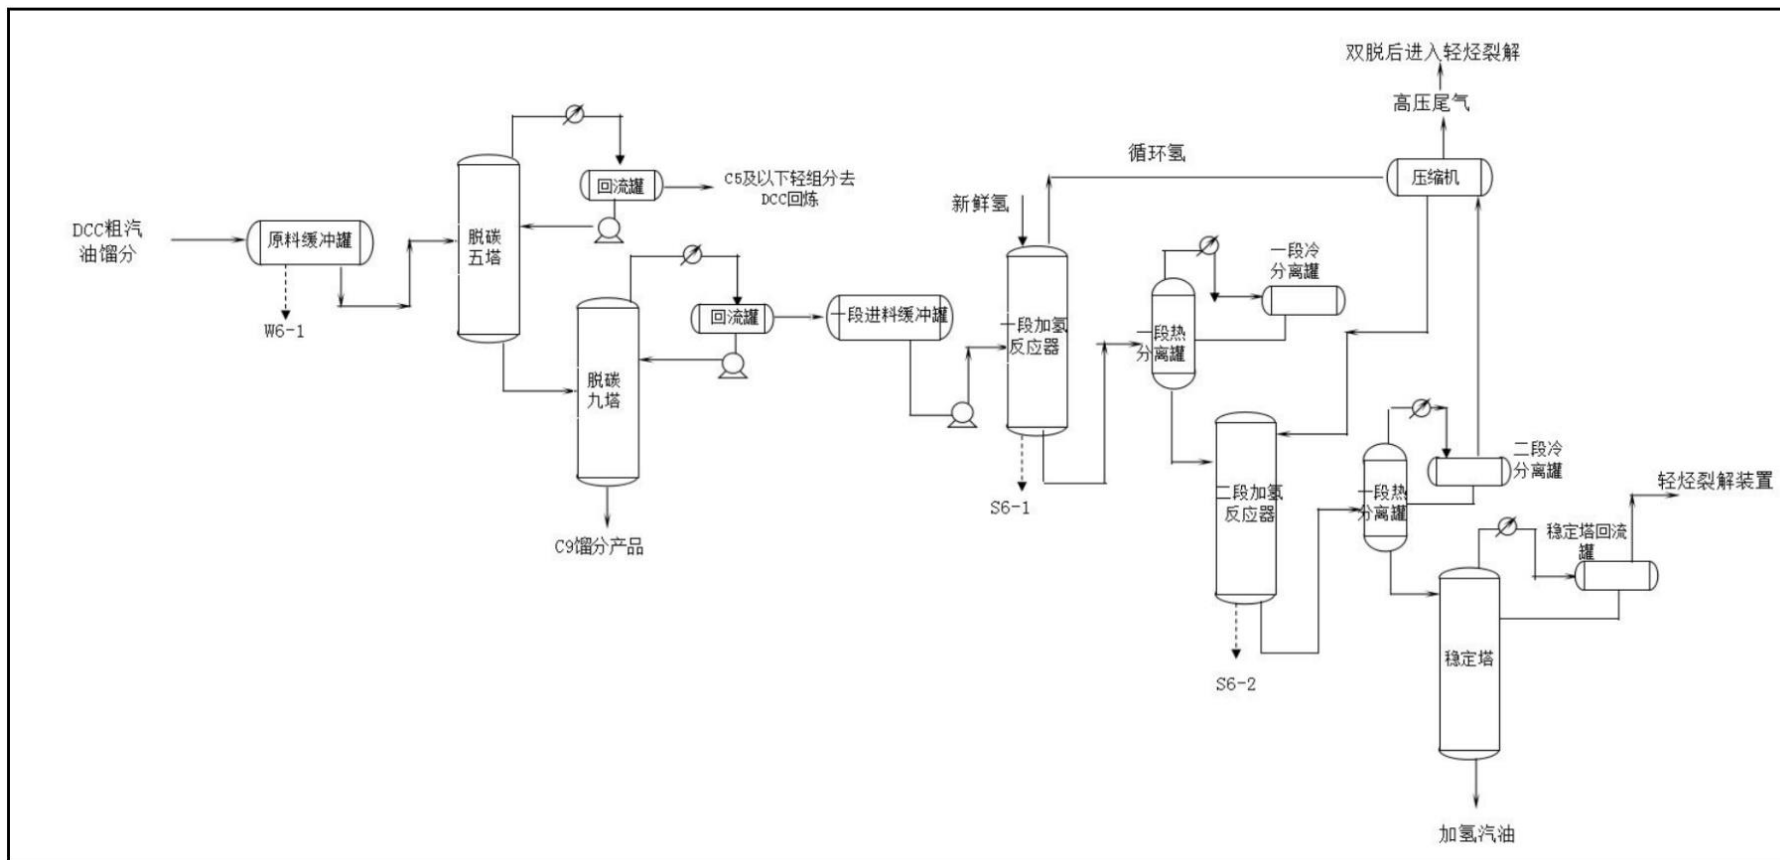 双脱后进入轻烃裂解
高压尾气
循环氢
压缩机
新鲜氢
回流罐
C5及以下轻组分去
DCC回炼
DCC粗汽
油馏分
原料缓冲罐
脱碳
五塔
W6-1
回流罐
一段进料缓冲罐
一段加氢
反应器
一段热
分离罐
一段冷
分离罐
脱碳
九塔
C9馏分产品
S6-1
二段加氢
反应器
S6-2
一段热
分离罐
二段冷
分离罐
轻烃裂解装置
稳定塔回流
罐
稳定塔
加氢汽油